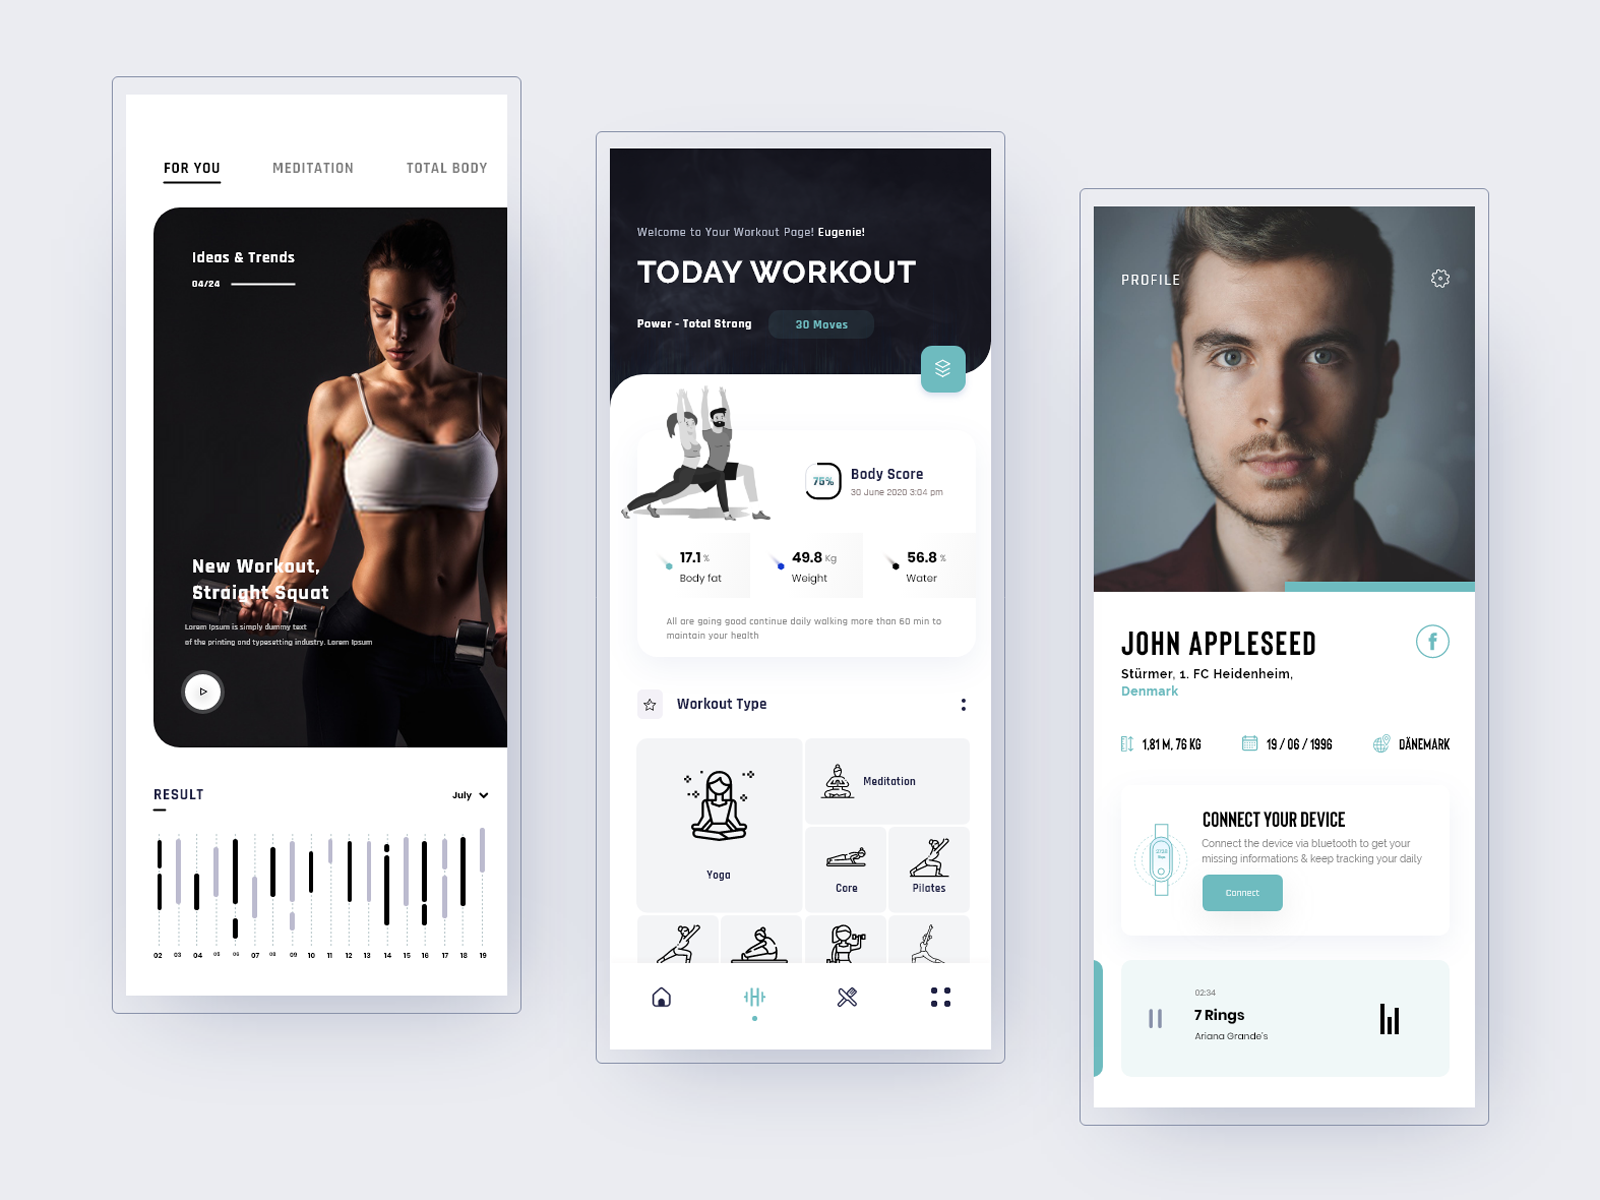 FOR YOU
MEDITATION
TOTAL BODY
Ideas & Trends
04/24
New Workout,
Straight Squat
Lorem Ipsum is simply dummy text
of the printing and typesetting industry. Lorem Ipsum
RESULT
July
02 03 04 05 06 07 08 09 10 11 12 13 14 15 16 17 18 19
Welcome to Your Workout Page! Eugenie!
TODAY WORKOUT
Power - Total Strong
30 Moves
75%
Body Score
30 June 2020 3:04 pm
17.1 %
Body fat
49.8 Kg
Weight
56.8 %
Water
All are going good continue daily walking more than 60 min to
maintain your health
Workout Type
Yoga
Meditation
Core
Pilates
PROFILE
JOHN APPLESEED
Stürmer, 1. FC Heidenheim,
Denmark
1,81 M, 76 KG
19 / 06 / 1996
DÄNEMARK
CONNECT YOUR DEVICE
Connect the device via bluetooth to get your
missing informations & keep tracking your daily
Connect
02:34
7 Rings
Ariana Grande's